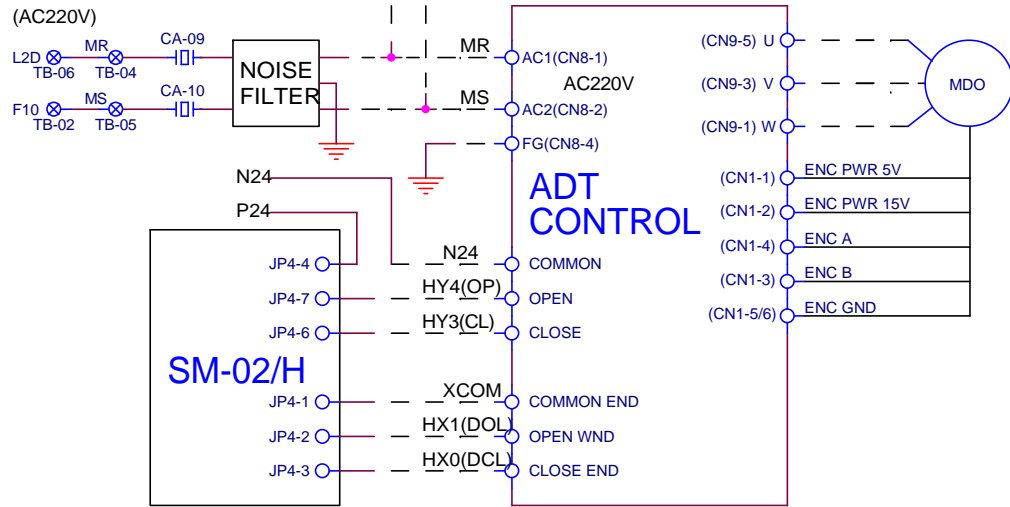 (AC220V)
L2D
TB-06
MR
TB-04
CA-09
F10
TB-02
MS
TB-05
CA-10
NOISE
FILTER
MR
MS
AC1(CN8-1)
AC220V
AC2(CN8-2)
FG(CN8-4)
ADT
CONTROL
(CN9-5) U
(CN9-3) V
(CN9-1) W
MDO
(CN1-1)
ENC PWR 5V
(CN1-2)
ENC PWR 15V
(CN1-4)
ENC A
(CN1-3)
ENC B
(CN1-5/6)
ENC GND
N24
P24
SM-02/H
JP4-4
N24
COMMON
JP4-7
HY4(OP)
OPEN
JP4-6
HY3(CL)
CLOSE
JP4-1
XCOM
COMMON END
JP4-2
HX1(DOL)
OPEN WND
JP4-3
HX0(DCL)
CLOSE END